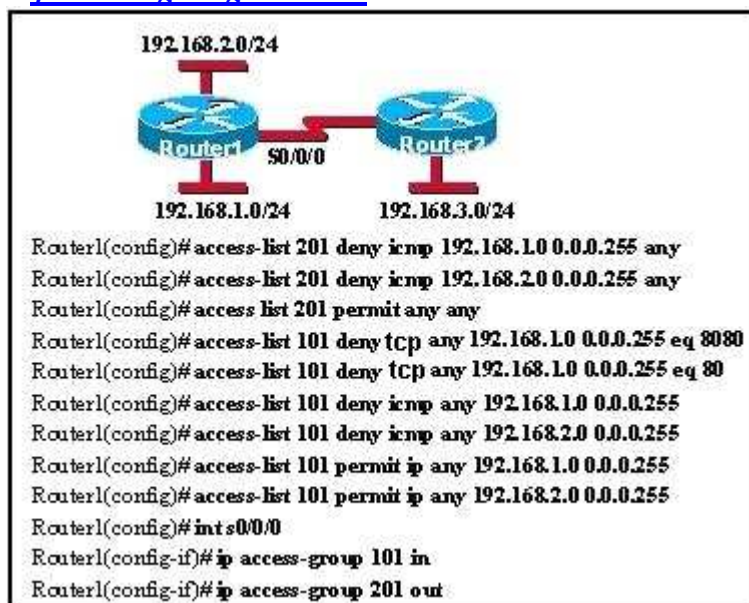 192.168.2.0/24
Router1
S0/0/0
Router2
192.168.1.0/24
192.168.3.0/24
Router1(config)# access-list 201 deny icmp 192.168.1.0 0.0.0.255 any
Router1(config)# access-list 201 deny icmp 192.168.2.0 0.0.0.255 any
Router1(config)# access list 201 permit any any
Router1(config)# access-list 101 deny tcp any 192.168.1.0 0.0.0.255 eq 8080
Router1(config)# access-list 101 deny tcp any 192.168.1.0 0.0.0.255 eq 80
Router1(config)# access-list 101 deny icmp any 192.168.1.0 0.0.0.255
Router1(config)# access-list 101 deny icmp any 192.168.2.0 0.0.0.255
Router1(config)# access-list 101 permit ip any 192.168.1.0 0.0.0.255
Router1(config)# access-list 101 permit ip any 192.168.2.0 0.0.0.255
Router1(config)# int s0/0/0
Router1(config-if)# ip access-group 101 in
Router1(config-if)# ip access-group 201 out